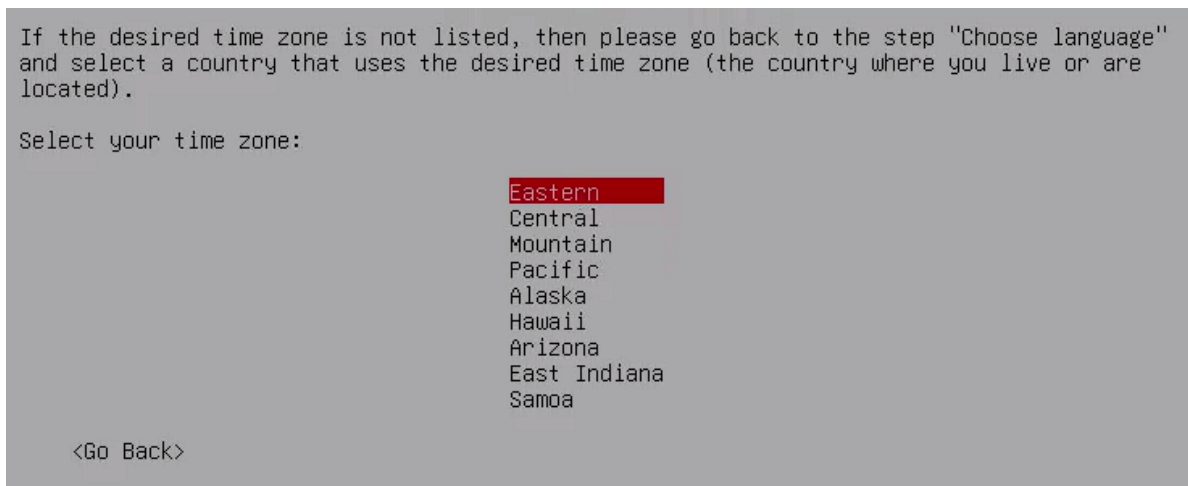 If the desired time zone is not listed, then please go back to the step "Choose language"
and select a country that uses the desired time zone (the country where you live or are
located).
Select your time zone:
Eastern
Central
Mountain
Pacific
Alaska
Hawaii
Arizona
East Indiana
Samoa
<Go Back>